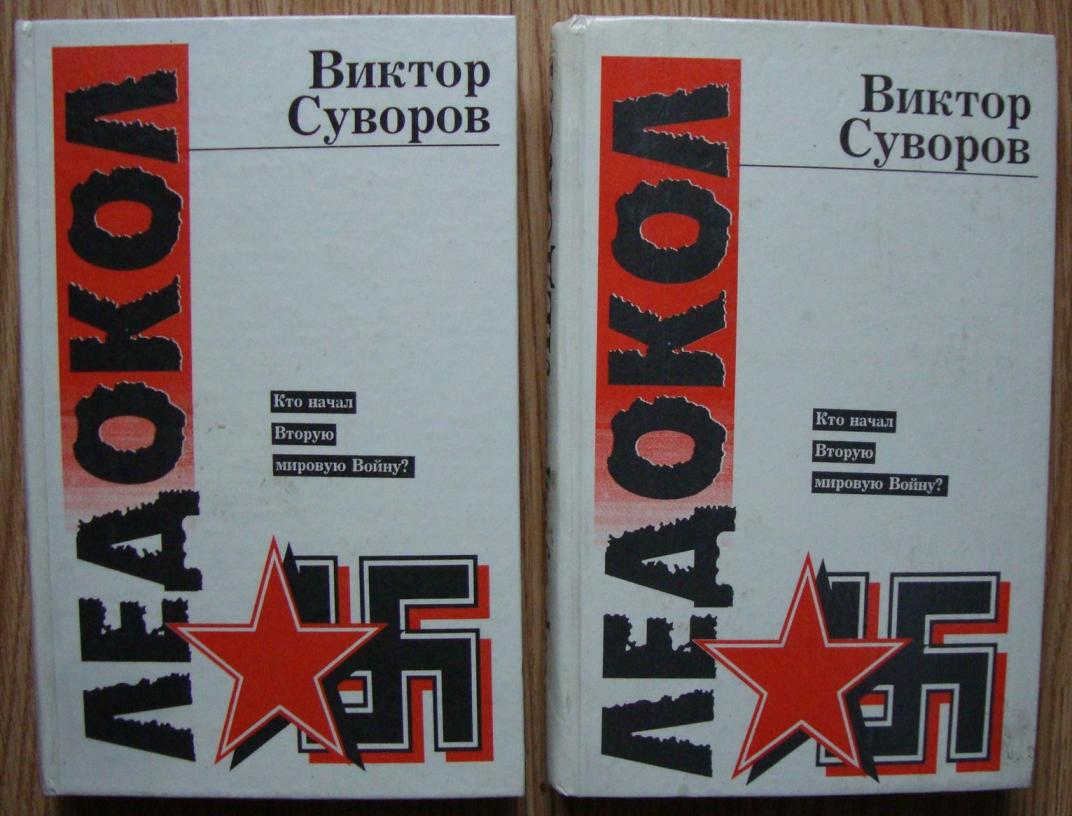 Виктор
Суворов
ЛЕДОКОЛ
Кто начал
Вторую
мировую Войну?
Виктор
Суворов
ЛЕДОКОЛ
Кто начал
Вторую
мировую Войну?